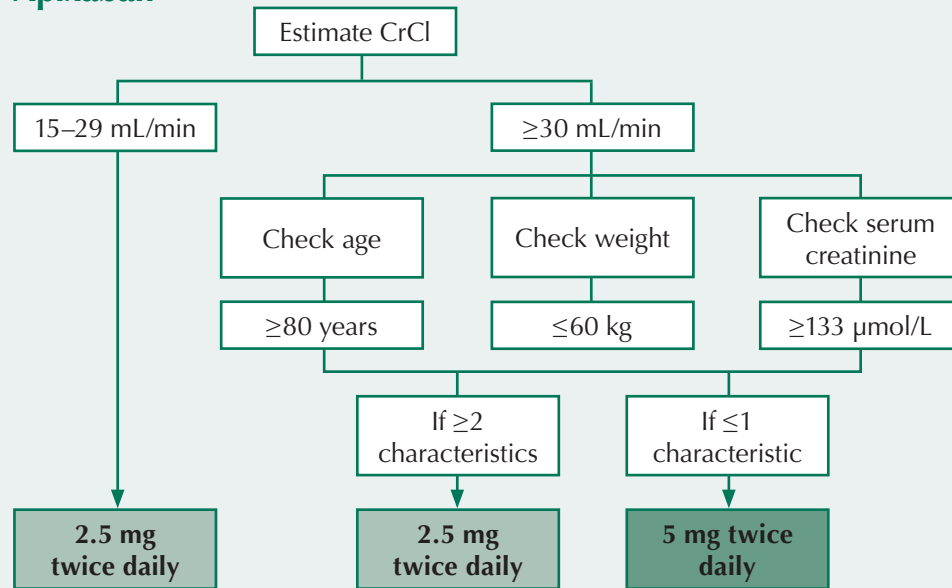 Estimate CrCl
15–29 mL/min
≥30 mL/min
Check age
Check weight
Check serum
creatinine
≥80 years
≤60 kg
≥133 µmol/L
If ≥2
characteristics
If ≤1
characteristic
2.5 mg
twice daily
2.5 mg
twice daily
5 mg twice
daily